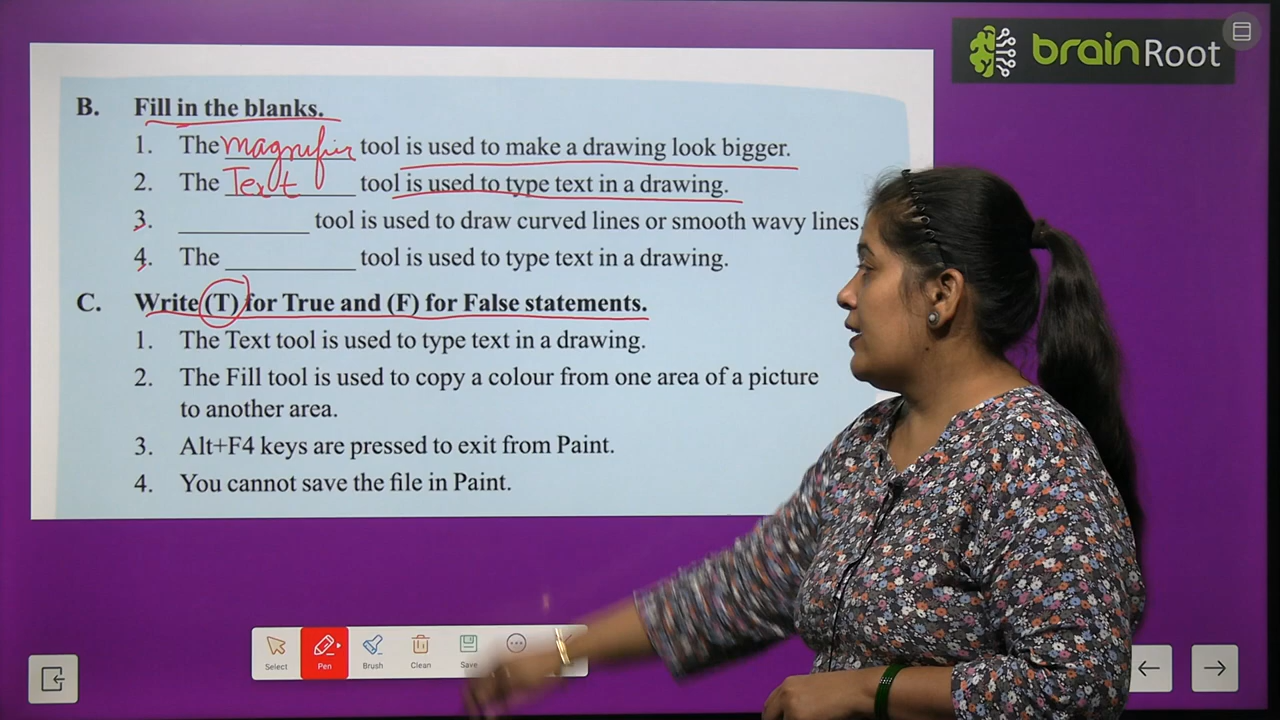 brainRoot
B. Fill in the blanks.
1. The magnifier tool is used to make a drawing look bigger.
2. The Text tool is used to type text in a drawing.
3. __________ tool is used to draw curved lines or smooth wavy lines
4. The __________ tool is used to type text in a drawing.
C. Write (T) for True and (F) for False statements.
1. The Text tool is used to type text in a drawing.
2. The Fill tool is used to copy a colour from one area of a picture
to another area.
3. Alt+F4 keys are pressed to exit from Paint.
4. You cannot save the file in Paint.
Select Pen Brush Clean Save